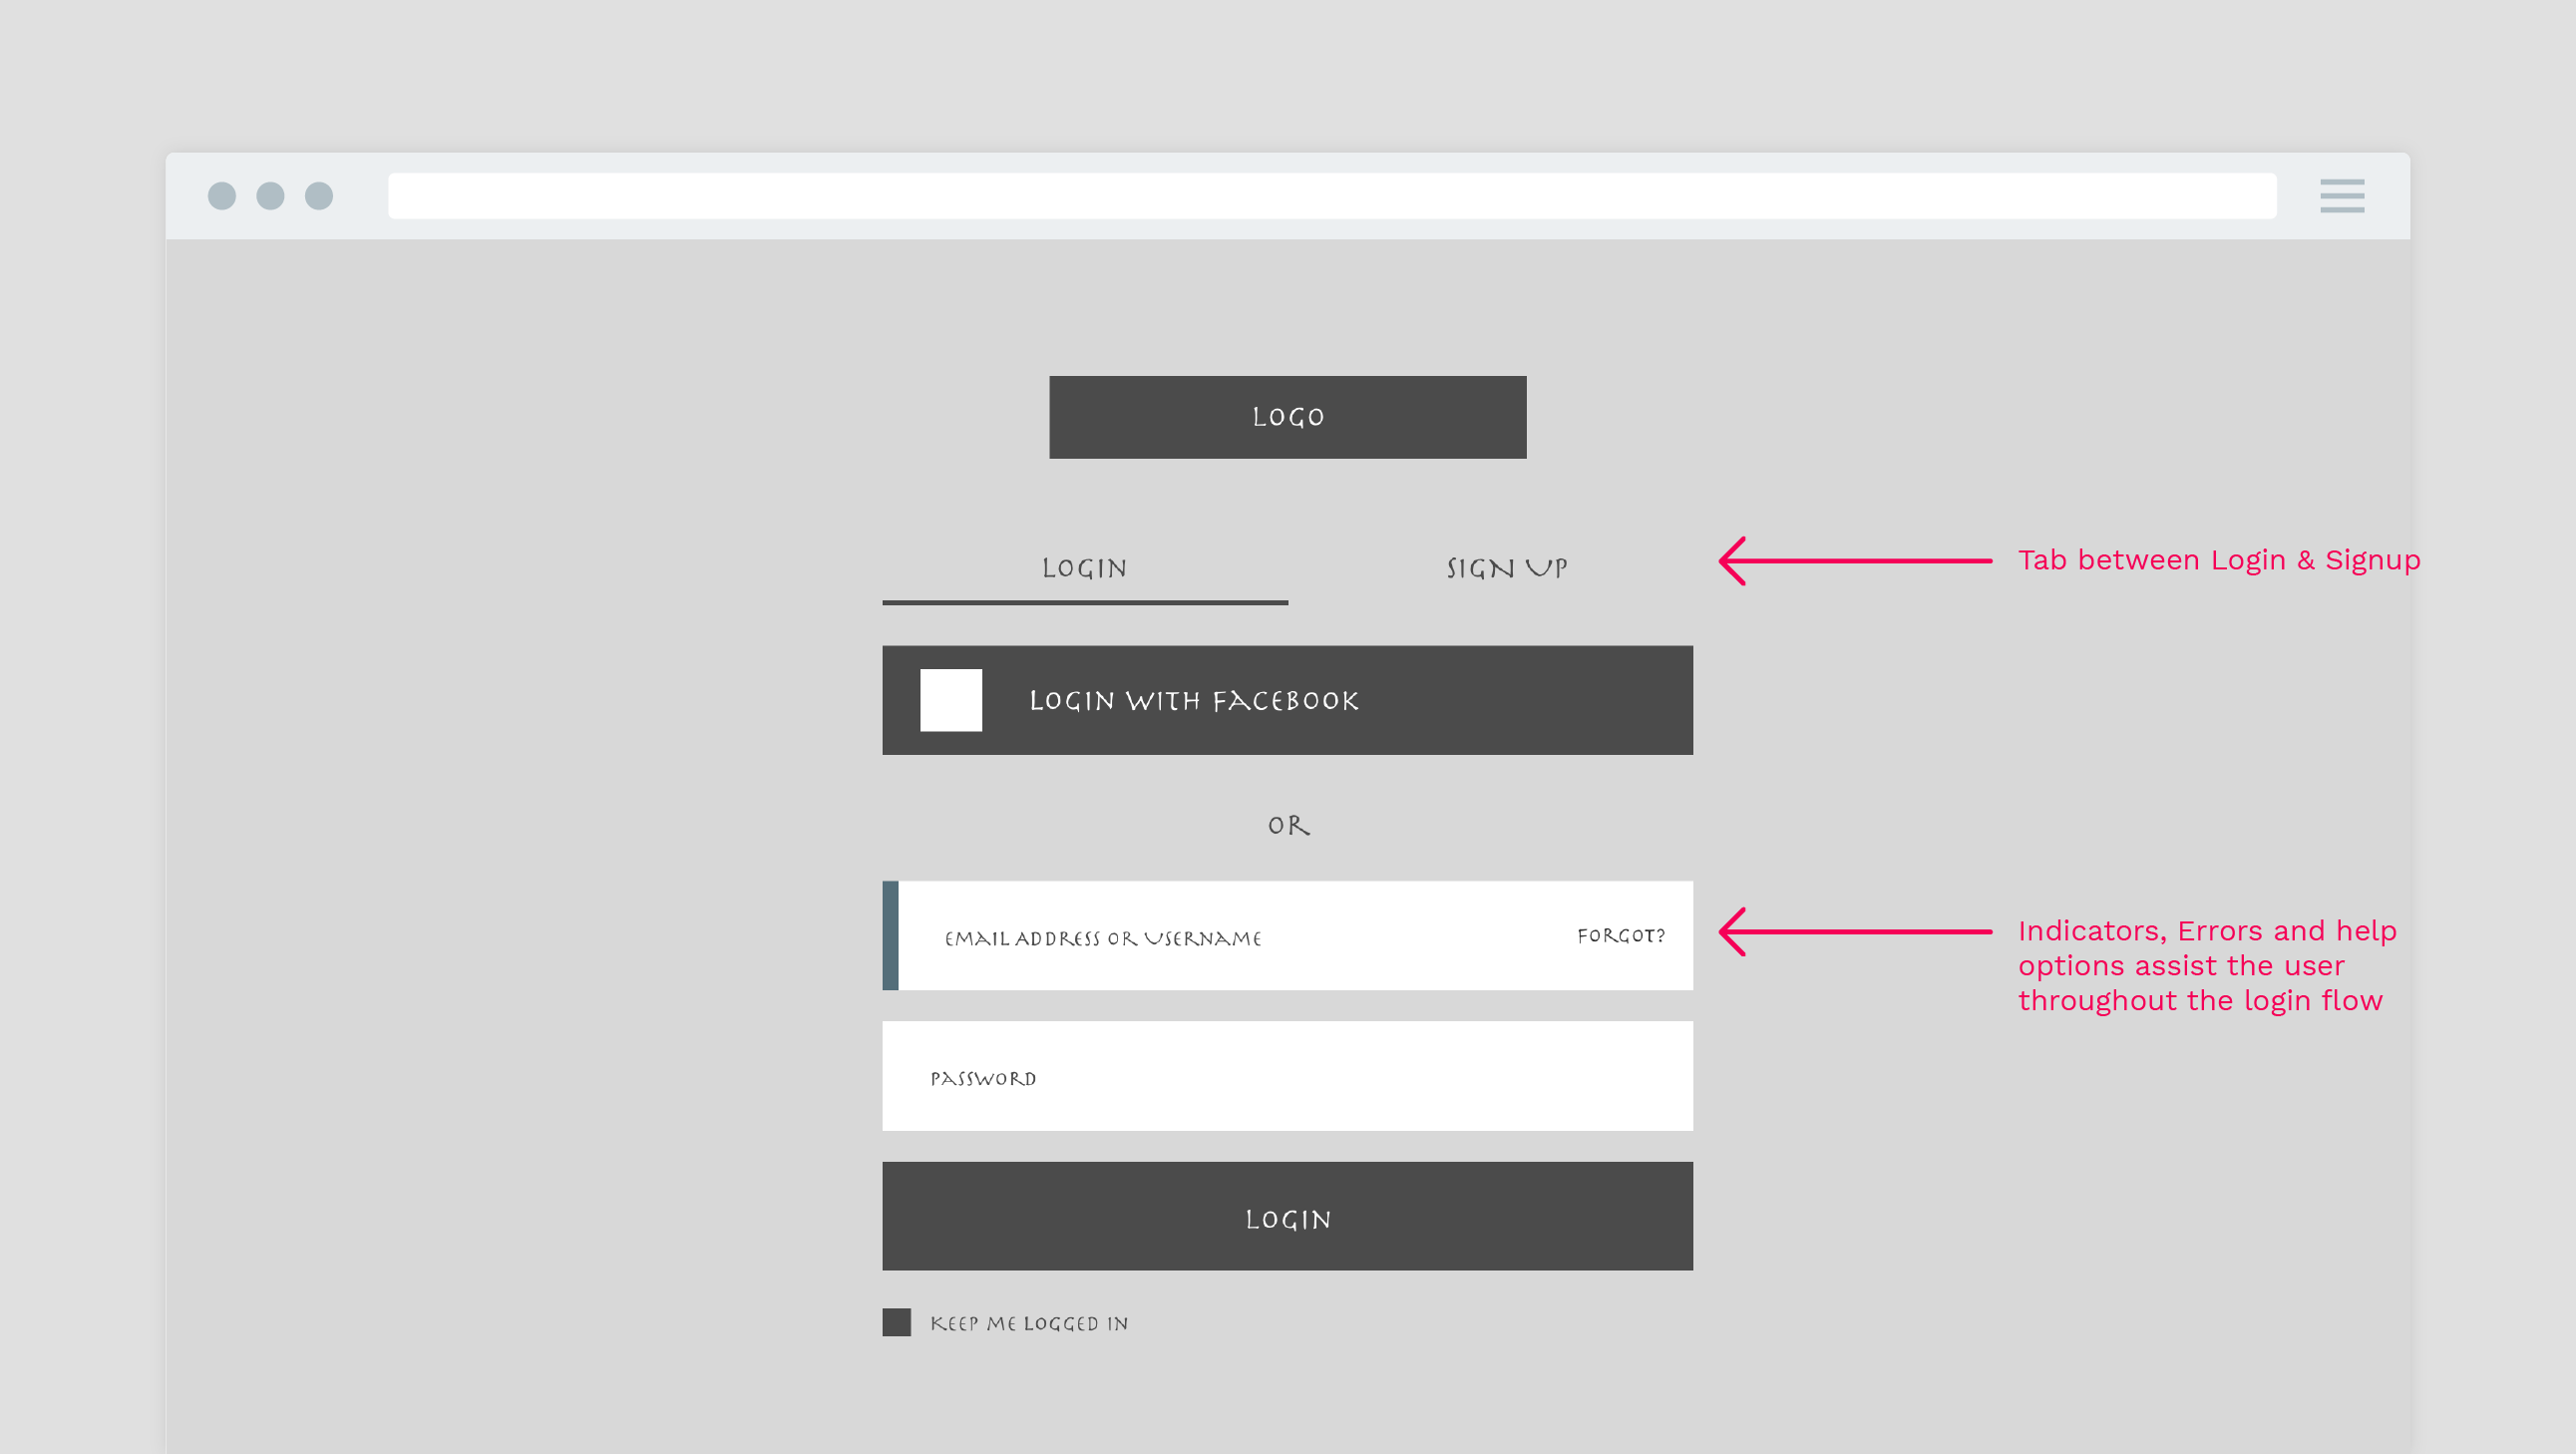 LOGO
LOGIN
SIGN UP
Tab between Login & Signup
LOGIN WITH FACEBOOK
OR
EMAIL ADDRESS OR USERNAME
FORGOT?
Indicators, Errors and help
options assist the user
throughout the login flow
PASSWORD
LOGIN
KEEP ME LOGGED IN